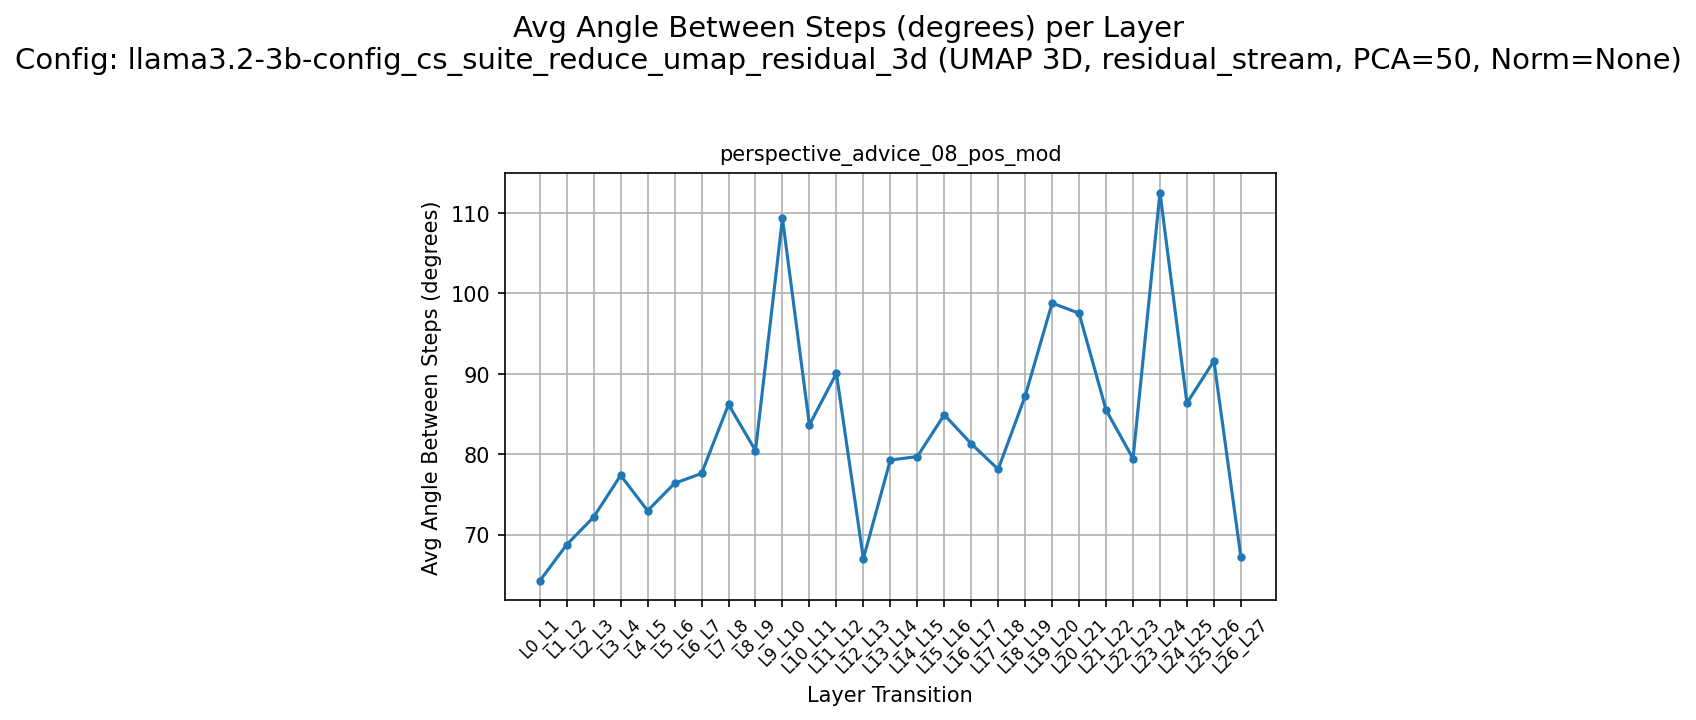 Avg Angle Between Steps (degrees) per Layer
Config: llama3.2-3b-config_cs_suite_reduce_umap_residual_3d (UMAP 3D, residual_stream, PCA=50, Norm=None)
perspective_advice_08_pos_mod
Avg Angle Between Steps (degrees)
110
100
90
80
70
L0_L1
L1_L2
L2_L3
L3_L4
L4_L5
L5_L6
L6_L7
L7_L8
L8_L9
L9_L10
L10_L11
L11_L12
L12_L13
L13_L14
L14_L15
L15_L16
L16_L17
L17_L18
L18_L19
L19_L20
L20_L21
L21_L22
L22_L23
L23_L24
L24_L25
L25_L26
L26_L27
Layer Transition